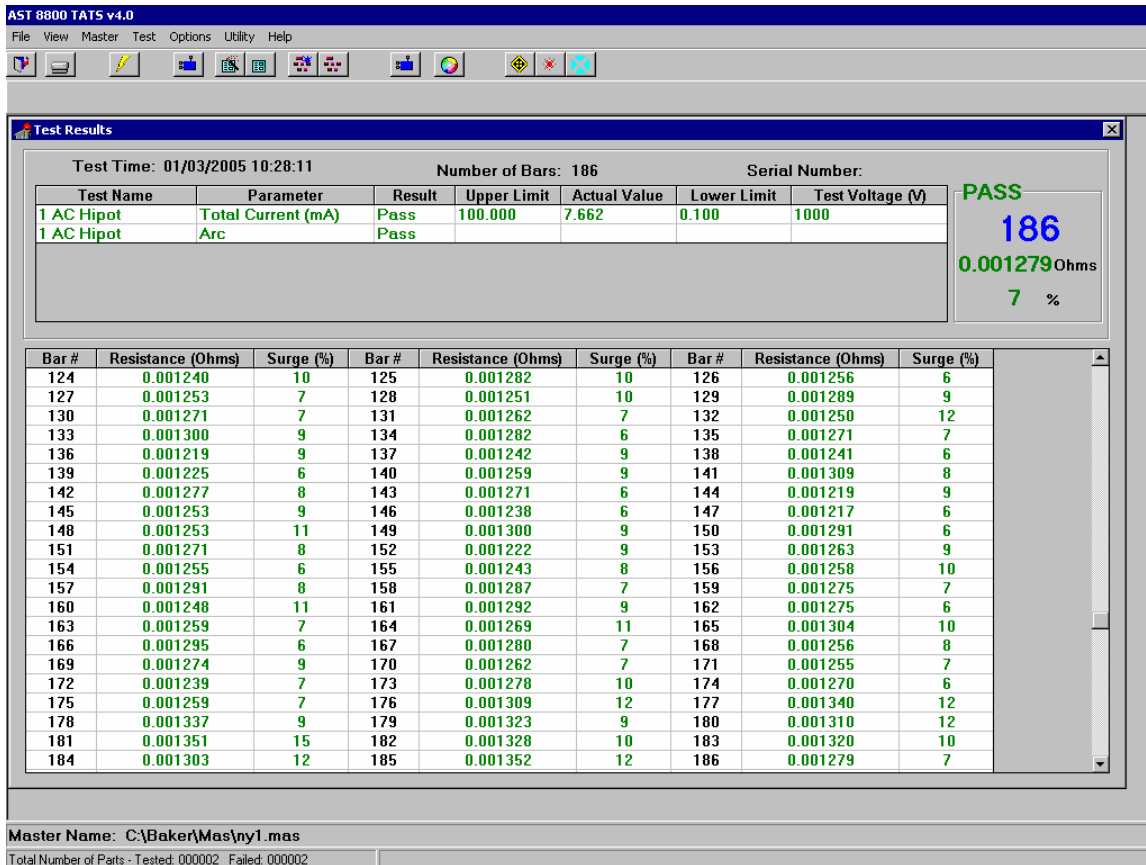 AST 8800 TATS v4.0
File View Master Test Options Utility Help
Test Results
Test Time: 01/03/2005 10:28:11 Number of Bars: 186 Serial Number:
Test Name Parameter Result Upper Limit Actual Value Lower Limit Test Voltage (V) PASS
1 AC Hipot Total Current (mA) Pass 100.000 7.662 0.100 1000
1 AC Hipot Arc Pass
186
0.001279 Ohms
7 %
Bar # Resistance (Ohms) Surge (%) Bar # Resistance (Ohms) Surge (%) Bar # Resistance (Ohms) Surge (%)
124 0.001240 10 125 0.001282 10 126 0.001256 6
127 0.001253 7 128 0.001251 10 129 0.001289 9
130 0.001271 7 131 0.001262 7 132 0.001250 12
133 0.001300 9 134 0.001282 6 135 0.001271 7
136 0.001219 9 137 0.001242 9 138 0.001241 6
139 0.001225 6 140 0.001259 9 141 0.001309 8
142 0.001277 8 143 0.001271 6 144 0.001219 9
145 0.001253 9 146 0.001238 6 147 0.001217 6
148 0.001253 11 149 0.001300 9 150 0.001291 6
151 0.001271 8 152 0.001222 9 153 0.001263 9
154 0.001255 6 155 0.001243 8 156 0.001258 10
157 0.001291 8 158 0.001287 7 159 0.001275 7
160 0.001248 11 161 0.001292 9 162 0.001275 6
163 0.001259 7 164 0.001269 11 165 0.001304 10
166 0.001295 6 167 0.001280 7 168 0.001256 8
169 0.001274 9 170 0.001262 7 171 0.001255 7
172 0.001239 7 173 0.001278 10 174 0.001270 6
175 0.001259 7 176 0.001309 12 177 0.001340 12
178 0.001337 9 179 0.001323 9 180 0.001310 12
181 0.001351 15 182 0.001328 10 183 0.001320 10
184 0.001303 12 185 0.001352 12 186 0.001279 7
Master Name: C:\Baker\Mas\ny1.mas
Total Number of Parts - Tested: 000002 Failed: 000002